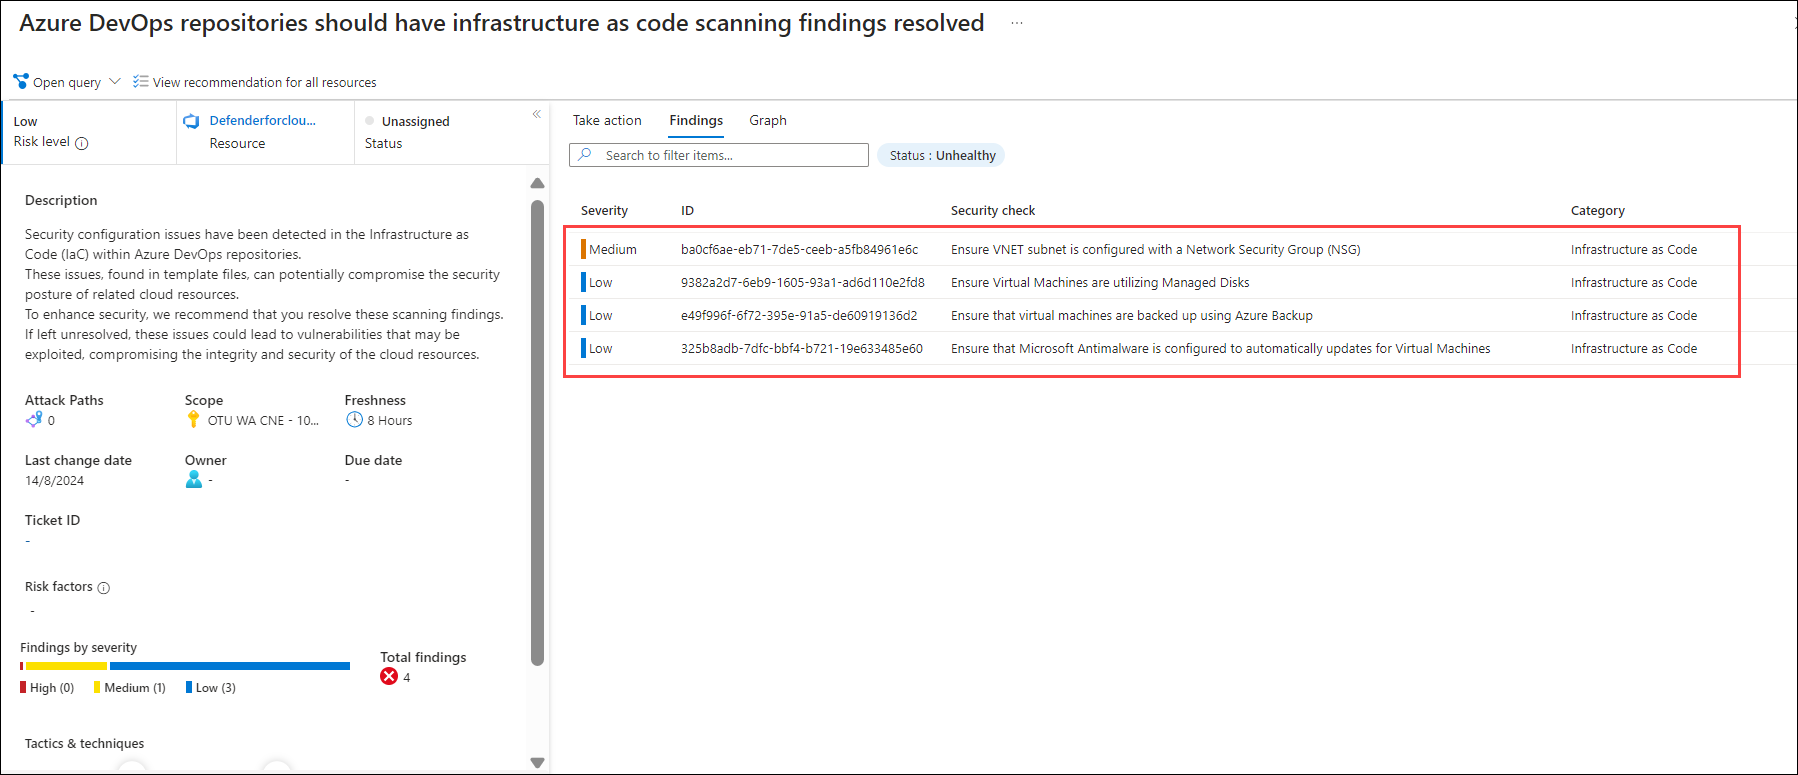 Azure DevOps repositories should have infrastructure as code scanning findings resolved ...
Open query
View recommendation for all resources
Low
Risk level
Defenderforclou...
Resource
Unassigned
Status
«
Description
Security configuration issues have been detected in the Infrastructure as
Code (IaC) within Azure DevOps repositories.
These issues, found in template files, can potentially compromise the security
posture of related cloud resources.
To enhance security, we recommend that you resolve these scanning findings.
If left unresolved, these issues could lead to vulnerabilities that may be
exploited, compromising the integrity and security of the cloud resources.
Attack Paths
0
Scope
OTU WA CNE - 10...
Freshness
8 Hours
Last change date
14/8/2024
Owner
-
Due date
-
Ticket ID
-
Risk factors
-
Findings by severity
High (0) Medium (1) Low (3)
Total findings
4
Tactics & techniques
Take action Findings Graph
Search to filter items...
Status : Unhealthy
Severity ID Security check Category
Medium ba0cf6ae-eb71-7de5-ceeb-a5fb84961e6c Ensure VNET subnet is configured with a Network Security Group (NSG) Infrastructure as Code
Low 9382a2d7-6eb9-1605-93a1-ad6d110e2fd8 Ensure Virtual Machines are utilizing Managed Disks Infrastructure as Code
Low e49f996f-6f72-395e-91a5-de60919136d2 Ensure that virtual machines are backed up using Azure Backup Infrastructure as Code
Low 325b8adb-7dfc-bbf4-b721-19e633485e60 Ensure that Microsoft Antimalware is configured to automatically updates for Virtual Machines Infrastructure as Code